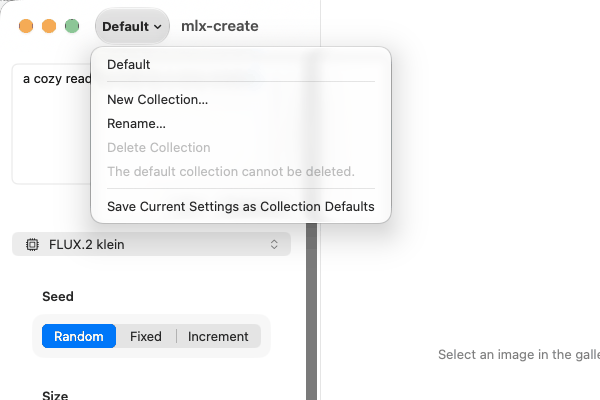 Default
mlx-create
a cozy read
Default
New Collection...
Rename...
Delete Collection
The default collection cannot be deleted.
Save Current Settings as Collection Defaults
FLUX.2 klein
Seed
Random Fixed Increment
Select an image in the galle
Size